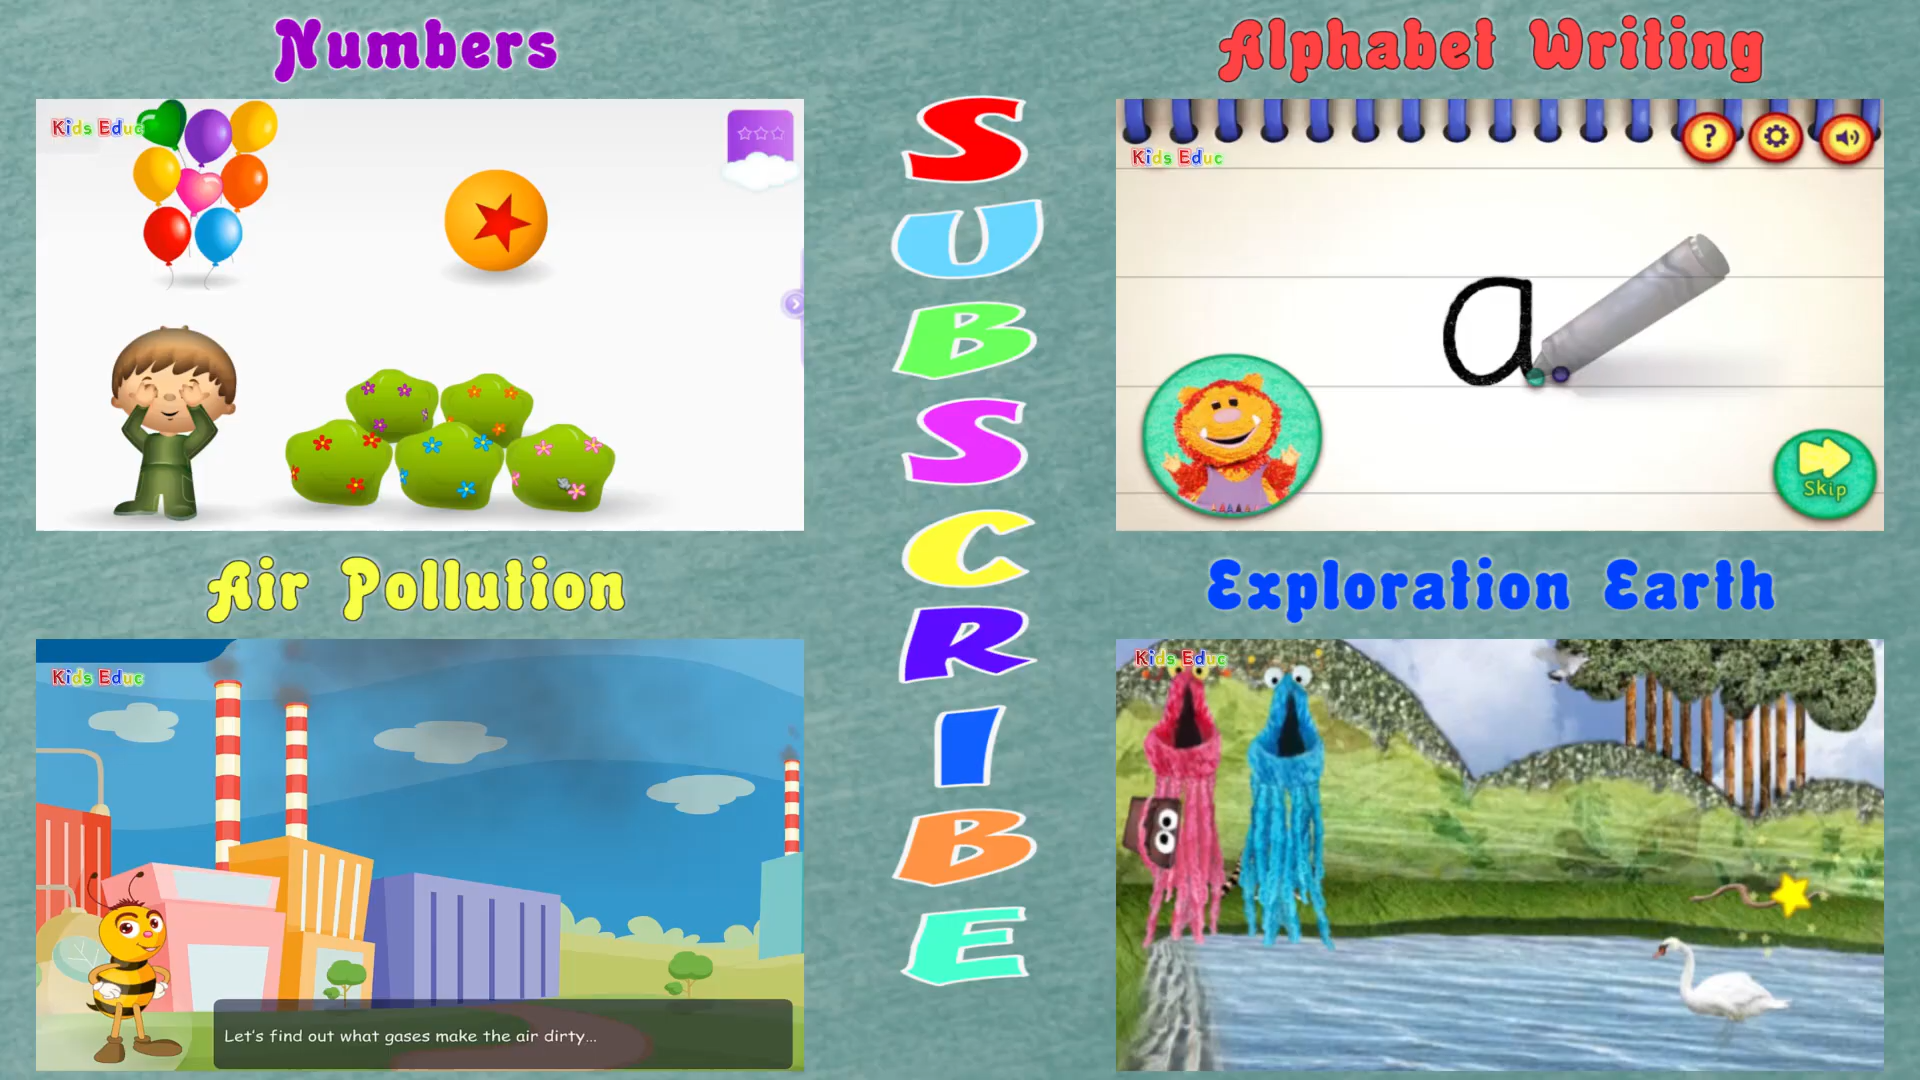 Numbers
Kids Educ
Alphabet Writing
Kids Educ
?
a
Skip
SUBSCRIBE
Air Pollution
Kids Educ
Let's find out what gases make the air dirty...
Exploration Earth
Kids Educ